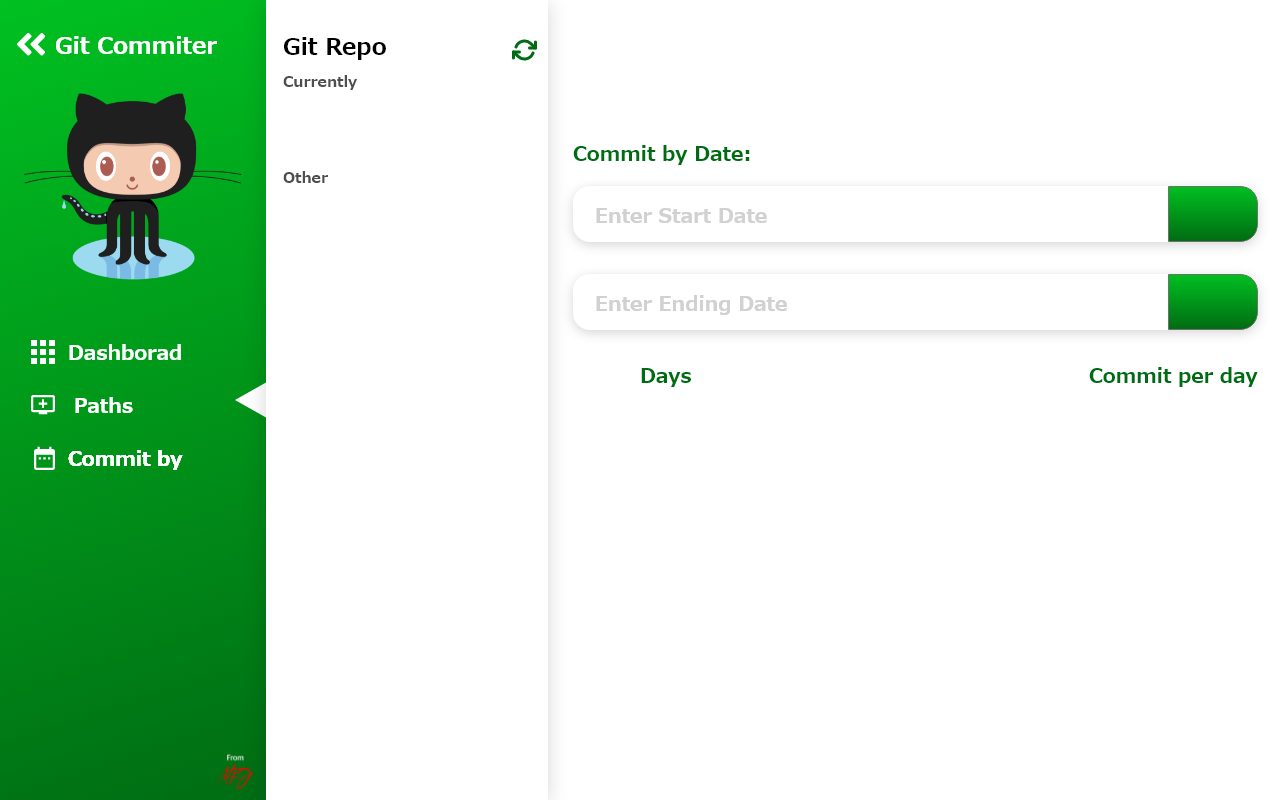 Git Commiter
Dashborad
Paths
Commit by
From
Git Repo
Currently
Other
Commit by Date:
Enter Start Date
Enter Ending Date
Days
Commit per day